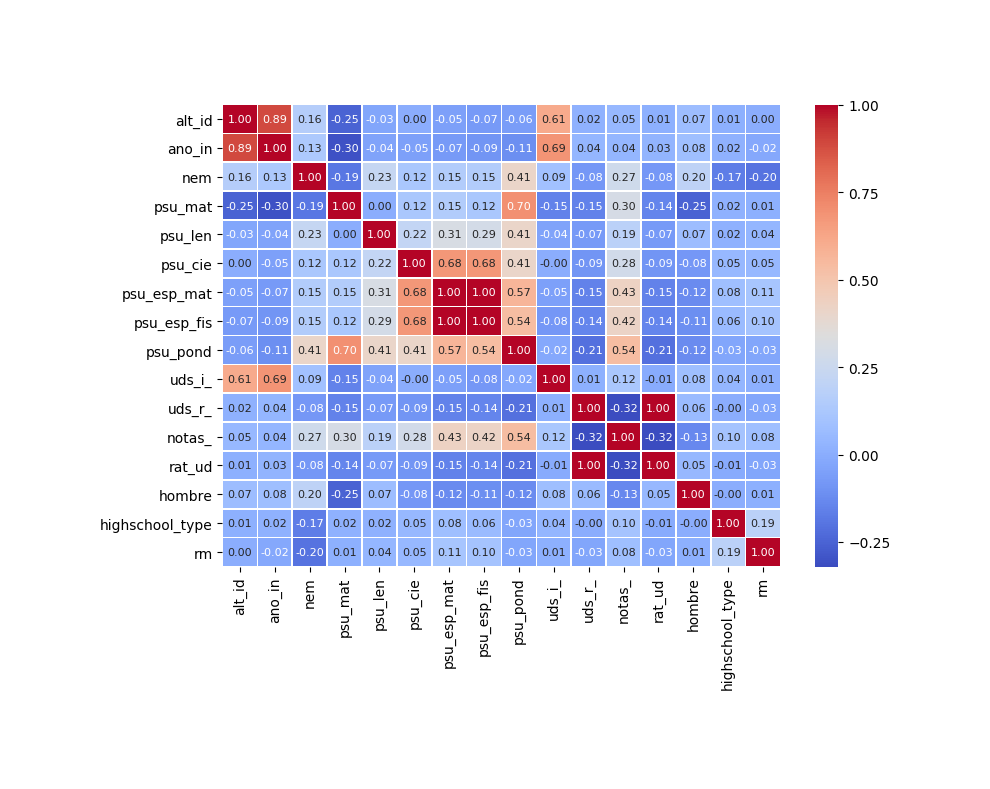 alt_id 1.00 0.89 0.16 -0.25 -0.03 0.00 -0.05 -0.07 -0.06 0.61 0.02 0.05 0.01 0.07 0.01 0.00
ano_in 0.89 1.00 0.13 -0.30 -0.04 -0.05 -0.07 -0.09 -0.11 0.69 0.04 0.04 0.03 0.08 0.02 -0.02
nem 0.16 0.13 1.00 -0.19 0.23 0.12 0.15 0.15 0.41 0.09 -0.08 0.27 -0.08 0.20 -0.17 -0.20
psu_mat -0.25 -0.30 -0.19 1.00 0.00 0.12 0.15 0.12 0.70 -0.15 -0.15 0.30 -0.14 -0.25 0.02 0.01
psu_len -0.03 -0.04 0.23 0.00 1.00 0.22 0.31 0.29 0.41 -0.04 -0.07 0.19 -0.07 0.07 0.02 0.04
psu_cie 0.00 -0.05 0.12 0.12 0.22 1.00 0.68 0.68 0.41 -0.00 -0.09 0.28 -0.09 -0.08 0.05 0.05
psu_esp_mat -0.05 -0.07 0.15 0.15 0.31 0.68 1.00 1.00 0.57 -0.05 -0.15 0.43 -0.15 -0.12 0.08 0.11
psu_esp_fis -0.07 -0.09 0.15 0.12 0.29 0.68 1.00 1.00 0.54 -0.08 -0.14 0.42 -0.14 -0.11 0.06 0.10
psu_pond -0.06 -0.11 0.41 0.70 0.41 0.41 0.57 0.54 1.00 -0.02 -0.21 0.54 -0.21 -0.12 -0.03 -0.03
uds_i_ 0.61 0.69 0.09 -0.15 -0.04 -0.00 -0.05 -0.08 -0.02 1.00 0.01 0.12 -0.01 0.08 0.04 0.01
uds_r_ 0.02 0.04 -0.08 -0.15 -0.07 -0.09 -0.15 -0.14 -0.21 0.01 1.00 -0.32 1.00 0.06 -0.00 -0.03
notas_ 0.05 0.04 0.27 0.30 0.19 0.28 0.43 0.42 0.54 0.12 -0.32 1.00 -0.32 -0.13 0.10 0.08
rat_ud 0.01 0.03 -0.08 -0.14 -0.07 -0.09 -0.15 -0.14 -0.21 -0.01 1.00 -0.32 1.00 0.05 -0.01 -0.03
hombre 0.07 0.08 0.20 -0.25 0.07 -0.08 -0.12 -0.11 -0.12 0.08 0.06 -0.13 0.05 1.00 -0.00 0.01
highschool_type 0.01 0.02 -0.17 0.02 0.02 0.05 0.08 0.06 -0.03 0.04 -0.00 0.10 -0.01 -0.00 1.00 0.19
rm 0.00 -0.02 -0.20 0.01 0.04 0.05 0.11 0.10 -0.03 0.01 -0.03 0.08 -0.03 0.01 0.19 1.00
alt_id ano_in nem psu_mat psu_len psu_cie psu_esp_mat psu_esp_fis psu_pond uds_i_ uds_r_ notas_ rat_ud hombre highschool_type rm
1.00
0.75
0.50
0.25
0.00
−0.25